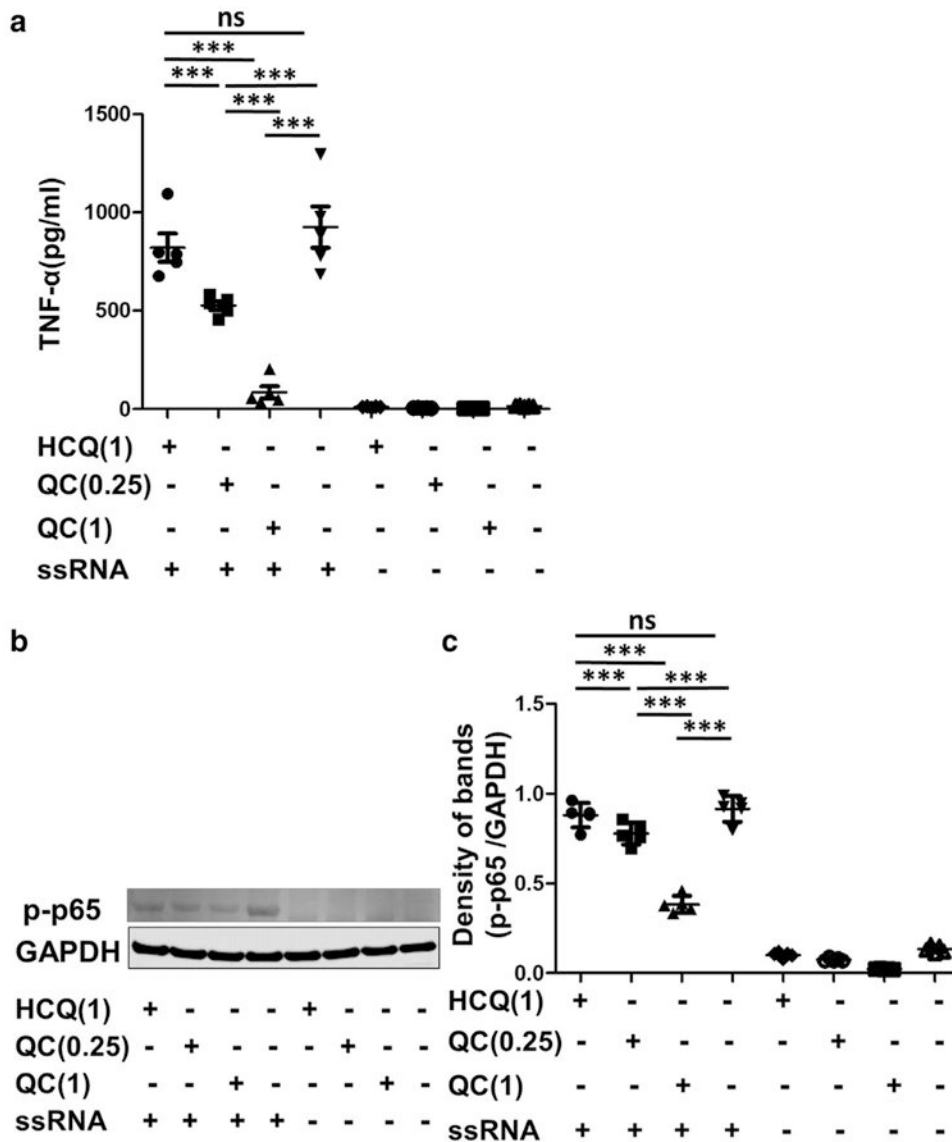 a
ns
***
*** ***
***
***
1500
1000
500
0
TNF-α(pg/ml)
HCQ(1) + - - - + - - -
QC(0.25) - + - - - + - -
QC(1) - - + - - - + -
ssRNA + + + + - - - -
b
p-p65
GAPDH
HCQ(1) + - - - + - - -
QC(0.25) - + - - - + - -
QC(1) - - + - - - + -
ssRNA + + + + - - - -
c
ns
***
*** ***
***
***
1.5
1.0
0.5
0.0
Density of bands
(p-p65 /GAPDH)
HCQ(1) + - - - + - - -
QC(0.25) - + - - - + - -
QC(1) - - + - - - + -
ssRNA + + + + - - - -